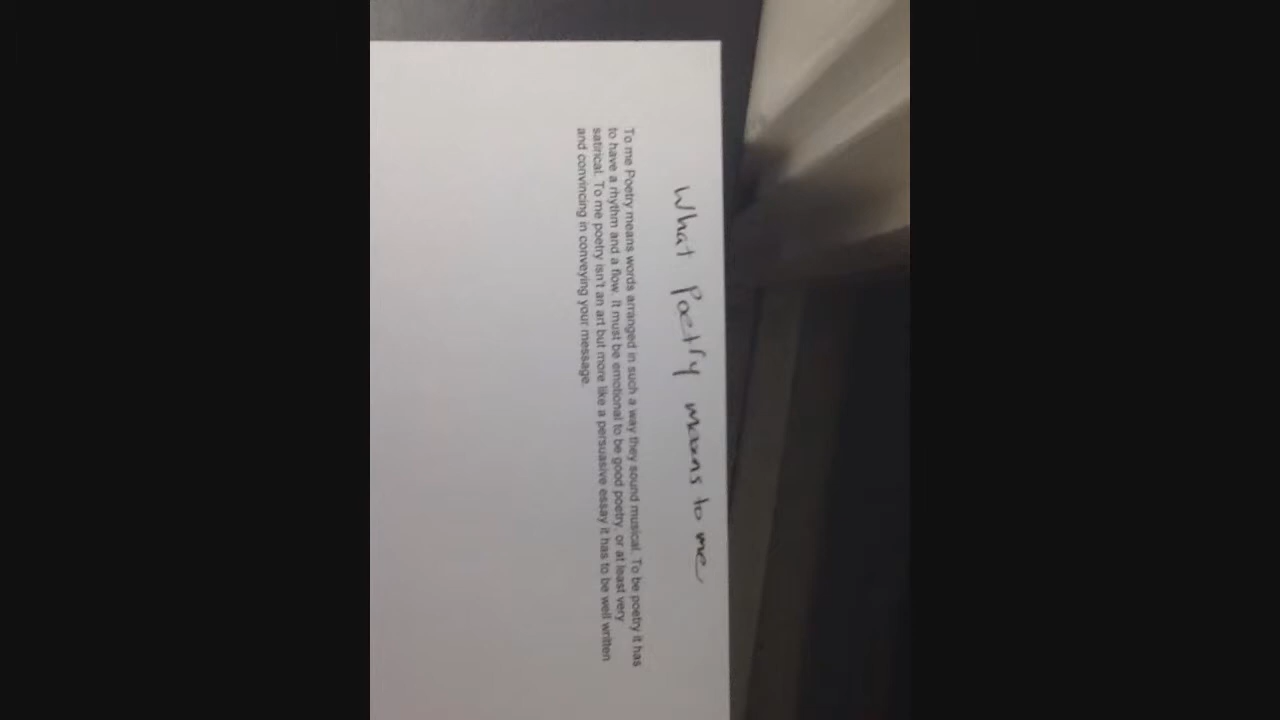 What Poetry means to me
To me Poetry means words arranged in such a way they sound musical. To be poetry it has
to have a rhythm and a flow. It must be emotional to be good poetry, or at least very
satirical. To me poetry isn't an art but more like a persuasive essay it has to be well written
and convincing in conveying your message.